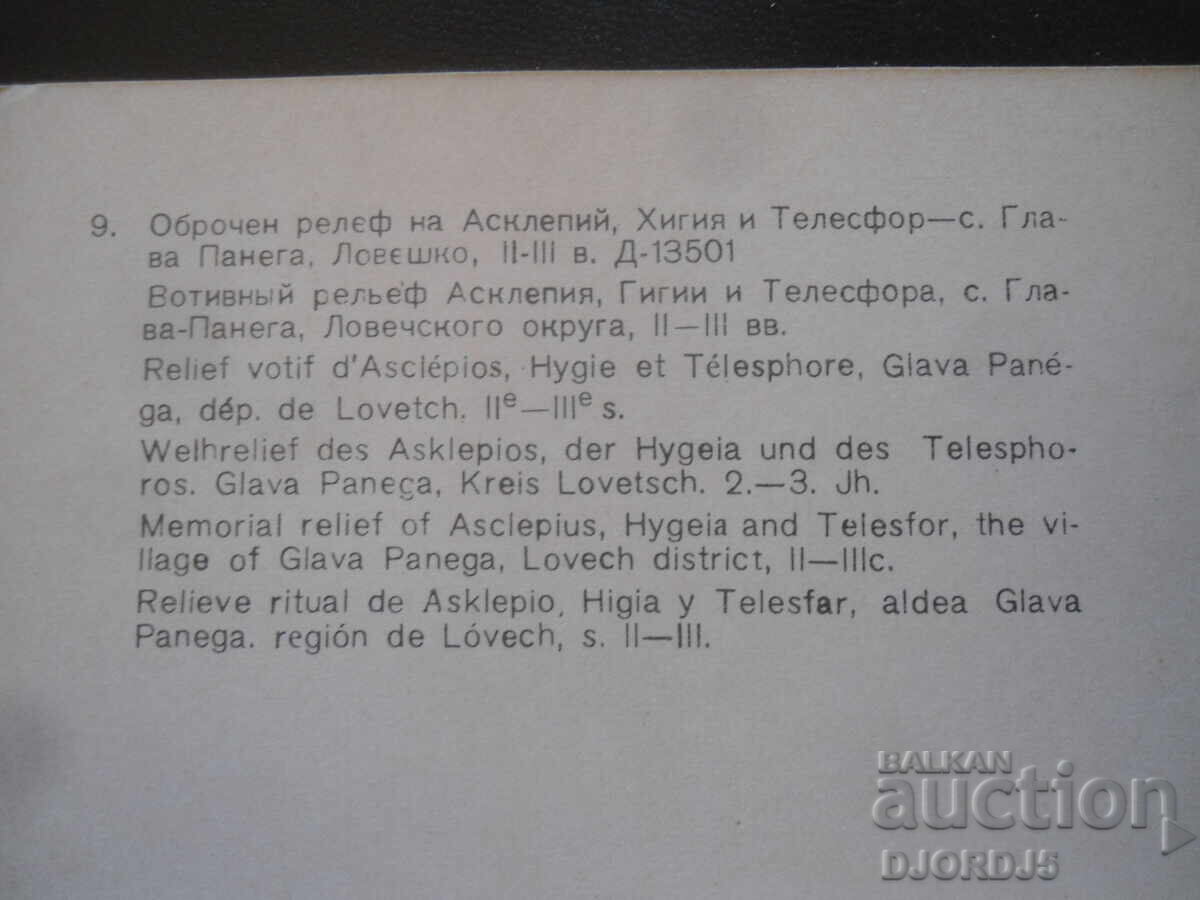 9. Оброчен релеф на Асклепий, Хигия и Телесфор—с. Гла-
ва Панега, Ловешко, II-III в. Д-13501
Вотивный рельеф Асклепия, Гигии и Телесфора, с. Гла-
ва-Панега, Ловечского округа, II—III вв.
Relief votif d'Asclépios, Hygie et Télesphore, Glava Pané-
ga, dép. de Lovetch. IIe—IIIe s.
Welhrelief des Asklepios, der Hygeia und des Telespho-
ros. Glava Panega, Kreis Lovetsch. 2.—3. Jh.
Memorial relief of Asclepius, Hygeia and Telesfor, the vi-
llage of Glava Panega, Lovech district, II—IIIc.
Relieve ritual de Asklepio, Higia y Telesfar, aldea Glava
Panega. región de Lóvech, s. II—III.
BALKAN
auction
DJORDJ5